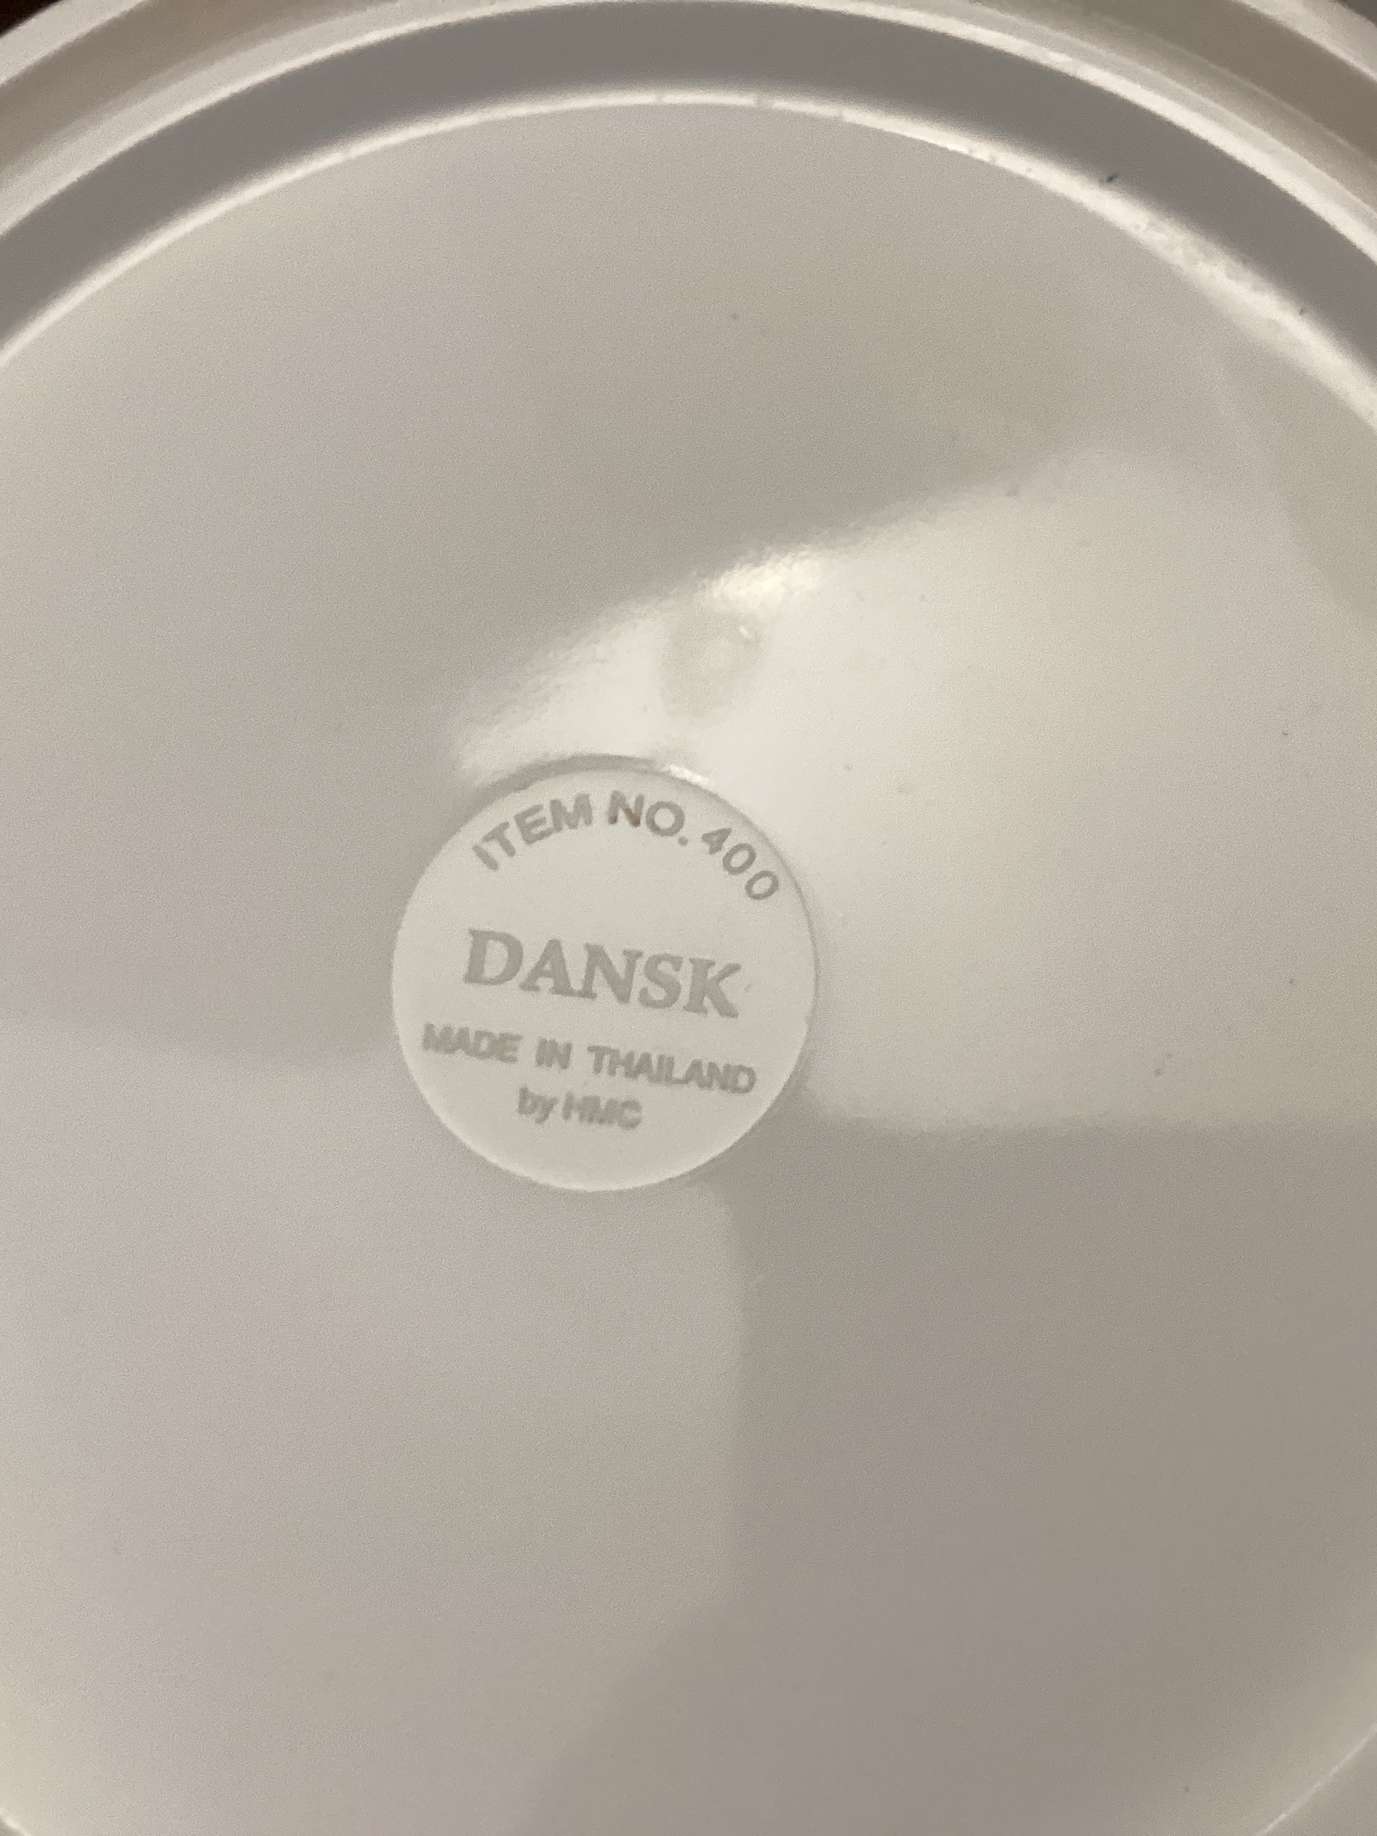 ITEM NO. 400
DANSK
MADE IN THAILAND
by HMC